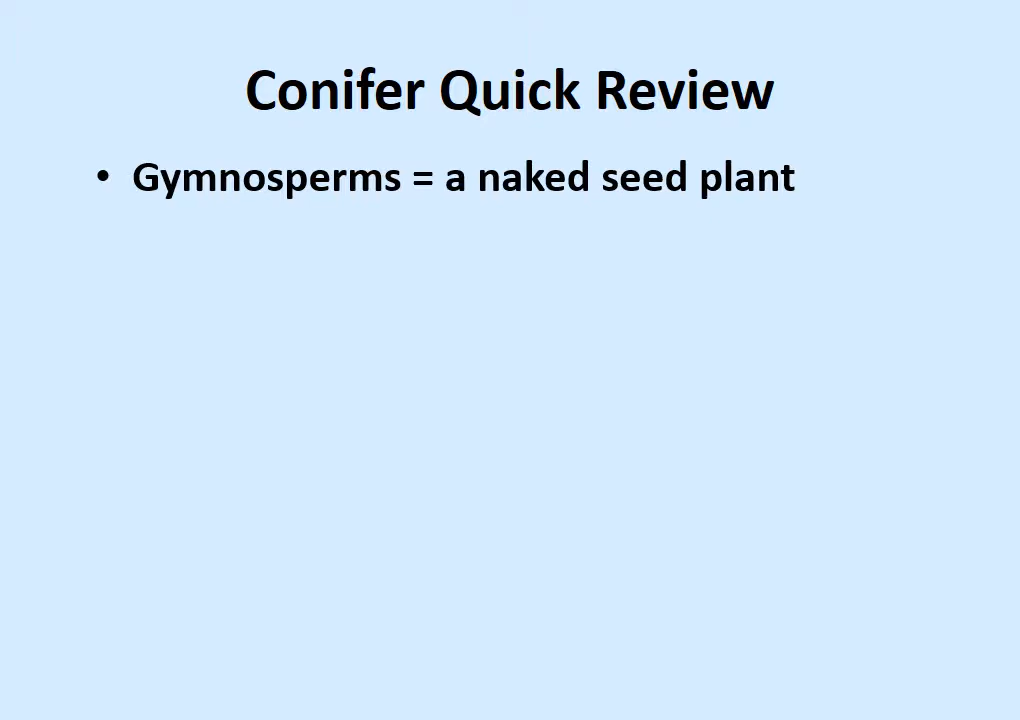 Conifer Quick Review
• Gymnosperms = a naked seed plant